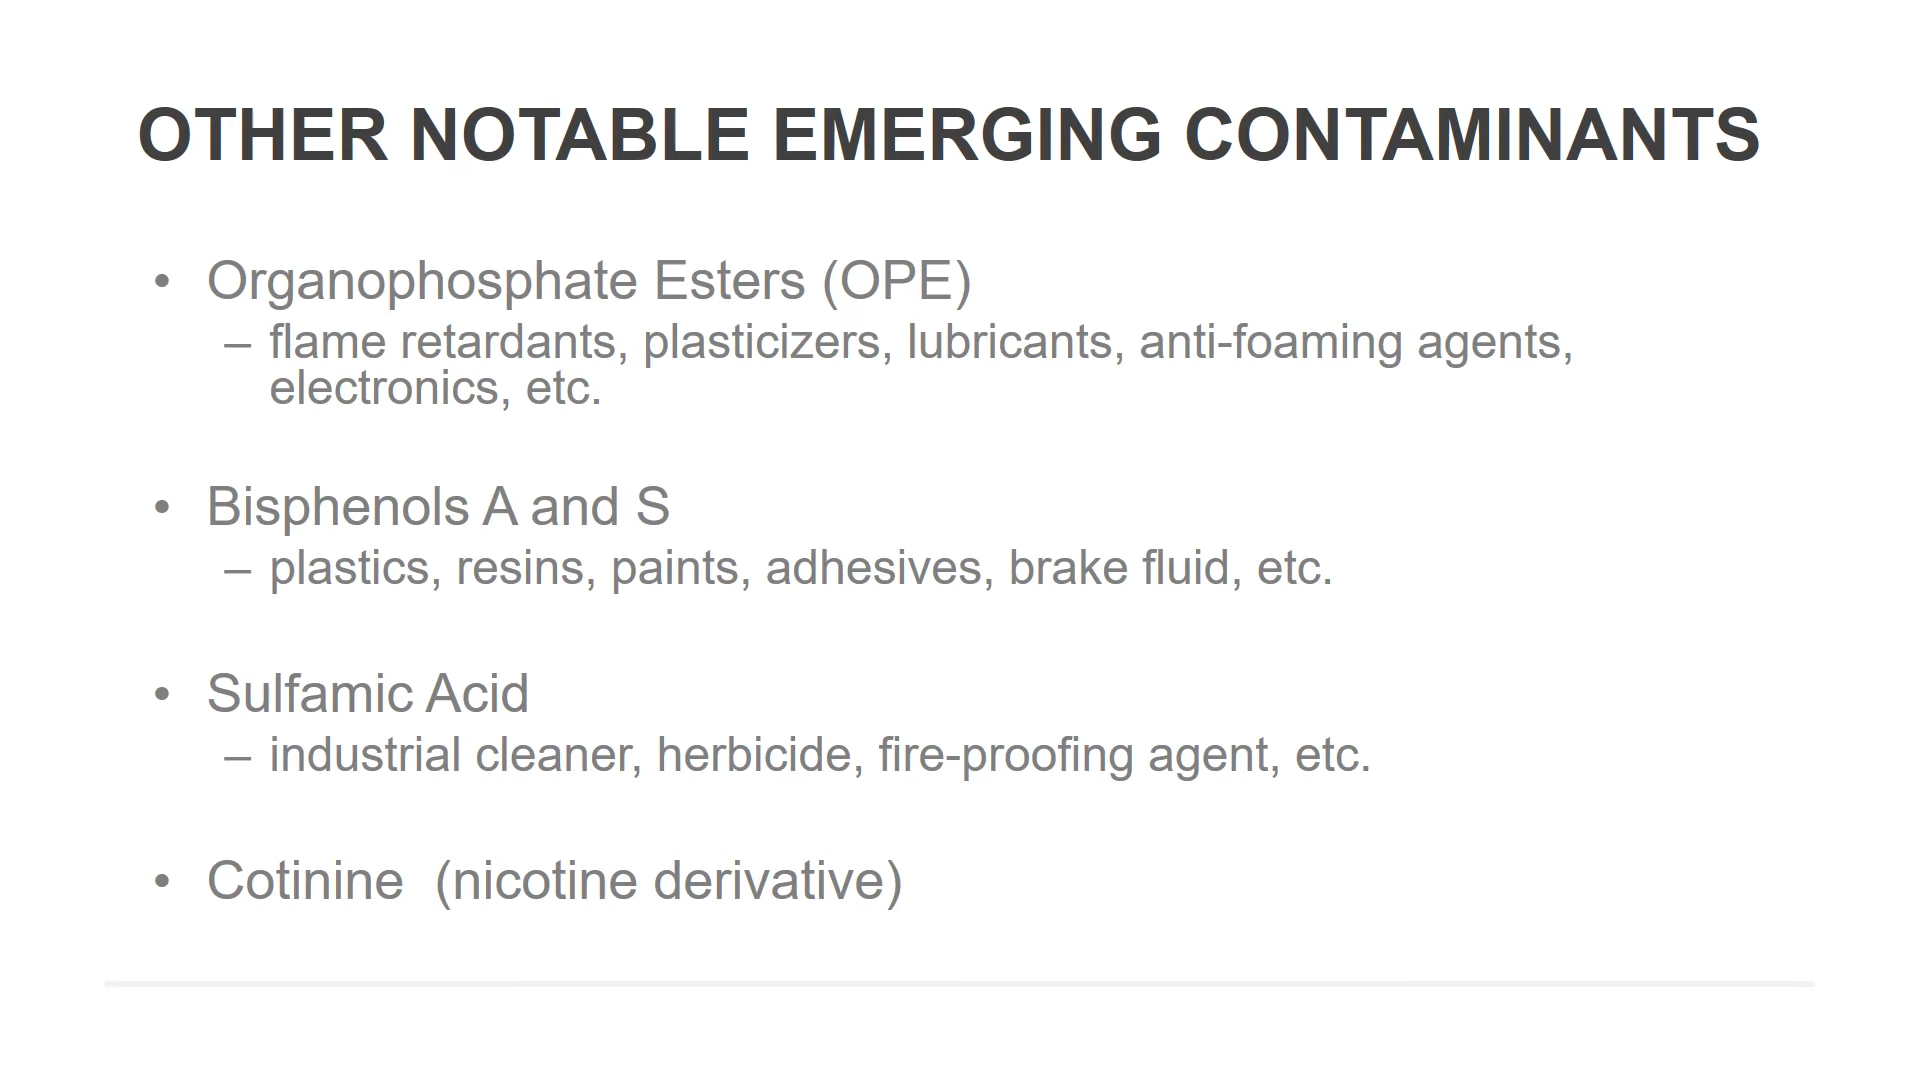 OTHER NOTABLE EMERGING CONTAMINANTS
• Organophosphate Esters (OPE)
– flame retardants, plasticizers, lubricants, anti-foaming agents,
electronics, etc.
• Bisphenols A and S
– plastics, resins, paints, adhesives, brake fluid, etc.
• Sulfamic Acid
– industrial cleaner, herbicide, fire-proofing agent, etc.
• Cotinine  (nicotine derivative)